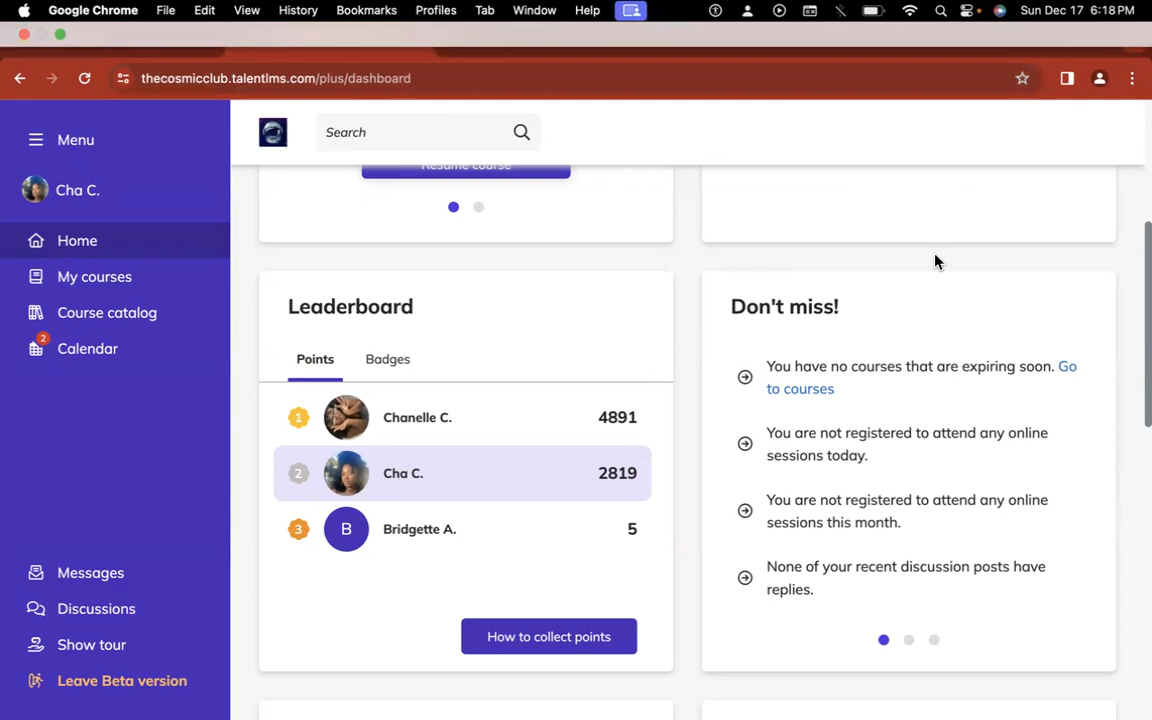 Google Chrome File Edit View History Bookmarks Profiles Tab Window Help Sun Dec 17 6:18 PM
thecosmicclub.talentlms.com/plus/dashboard
Menu
Search
Cha C.
Resume course
Home
My courses
Course catalog
2
Calendar
Messages
Discussions
Show tour
Leave Beta version
Leaderboard
Points Badges
1 Chanelle C. 4891
2 Cha C. 2819
3 B Bridgette A. 5
How to collect points
Don't miss!
You have no courses that are expiring soon. Go
to courses
You are not registered to attend any online
sessions today.
You are not registered to attend any online
sessions this month.
None of your recent discussion posts have
replies.